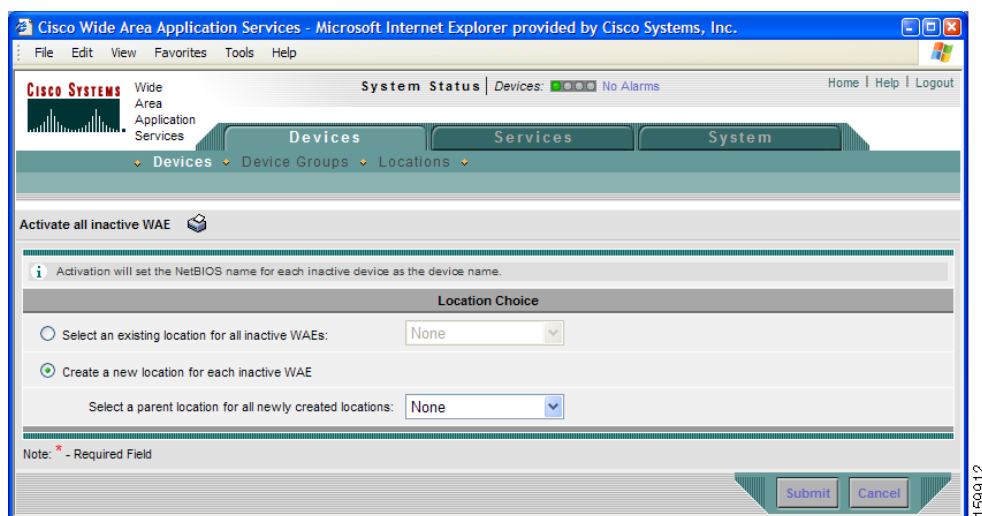 Cisco Wide Area Application Services - Microsoft Internet Explorer provided by Cisco Systems, Inc.
File Edit View Favorites Tools Help
CISCO SYSTEMS
Wide
Area
Application
Services
System Status Devices: No Alarms
Home Help Logout
Devices Services System
Devices Device Groups Locations
Activate all inactive WAE
i Activation will set the NetBIOS name for each inactive device as the device name.
Location Choice
Select an existing location for all inactive WAEs: None
Create a new location for each inactive WAE
Select a parent location for all newly created locations: None
Note: * - Required Field
Submit Cancel
159912